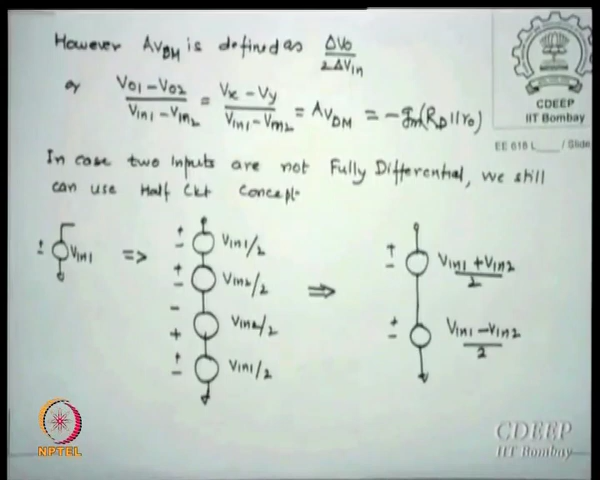 However AvDM is defined as ΔVo / 2ΔVin
or (Vo1 - Vo2) / (Vin1 - Vin2) = (Vx - Vy) / (Vin1 - Vin2) = AvDM = -gm(RD || ro)
In case two inputs are not Fully Differential, we still
can use Half Ckt Concept.
+ - Vin1 =>
+ - Vin1/2
+ - Vin2/2
- + Vin2/2
+ - Vin1/2
=>
+ - (Vin1 + Vin2) / 2
+ - (Vin1 - Vin2) / 2
CDEEP
IIT Bombay
EE 618 L____ / Slide
NPTEL
CDEEP
IIT Bombay